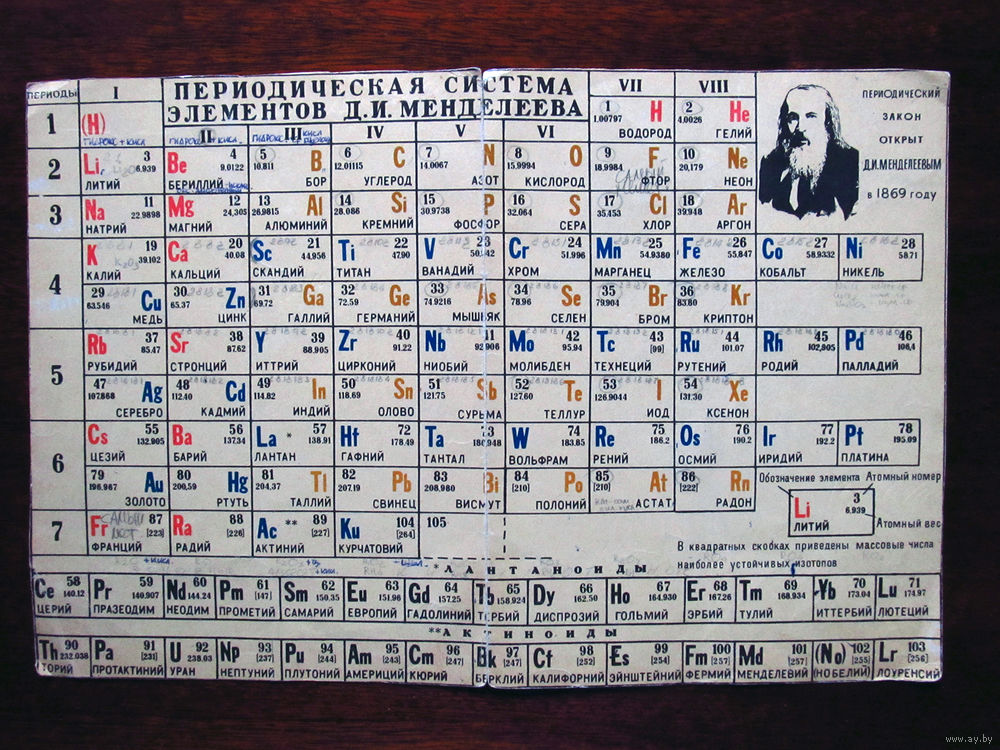 ПЕРИОДИЧЕСКАЯ СИСТЕМА
ЭЛЕМЕНТОВ Д.И. МЕНДЕЛЕЕВА
ПЕРИОДЫ I II III IV V VI VII VIII
ПЕРИОДИЧЕСКИЙ
ЗАКОН
ОТКРЫТ
Д.И. МЕНДЕЛЕЕВЫМ
в 1869 году
1 (H) 1 H 1.00797 ВОДОРОД 2 He 4.0026 ГЕЛИЙ
2 Li 3 6.939 ЛИТИЙ Be 4 9.0122 БЕРИЛЛИЙ 5 B 10.811 БОР 6 C 12.01115 УГЛЕРОД 7 N 14.0067 АЗОТ 8 O 15.9994 КИСЛОРОД 9 F 18.9984 ФТОР 10 Ne 20.179 НЕОН
3 Na 11 22.9898 НАТРИЙ Mg 12 24.305 МАГНИЙ 13 Al 26.9815 АЛЮМИНИЙ 14 Si 28.086 КРЕМНИЙ 15 P 30.9738 ФОСФОР 16 S 32.064 СЕРА 17 Cl 35.453 ХЛОР 18 Ar 39.948 АРГОН
4 K 19 39.102 КАЛИЙ Ca 20 40.08 КАЛЬЦИЙ Sc 21 44.956 СКАНДИЙ Ti 22 47.90 ТИТАН V 23 ВАНАДИЙ Cr 24 51.996 ХРОМ Mn 25 54.9380 МАРГАНЕЦ Fe 26 55.847 ЖЕЛЕЗО Co 27 58.9332 КОБАЛЬТ Ni 28 58.71 НИКЕЛЬ
29 Cu 63.546 МЕДЬ 30 Zn 65.37 ЦИНК 31 Ga 69.72 ГАЛЛИЙ 32 Ge 72.59 ГЕРМАНИЙ 33 As 74.9216 МЫШЬЯК 34 Se 78.96 СЕЛЕН 35 Br 79.904 БРОМ 36 Kr 83.80 КРИПТОН
5 Rb 37 85.47 РУБИДИЙ Sr 38 87.62 СТРОНЦИЙ Y 39 88.905 ИТТРИЙ Zr 40 91.22 ЦИРКОНИЙ Nb 41 92.906 НИОБИЙ Mo 42 95.94 МОЛИБДЕН Tc 43 [99] ТЕХНЕЦИЙ Ru 44 101.07 РУТЕНИЙ Rh 45 102,905 РОДИЙ Pd 46 106,4 ПАЛЛАДИЙ
47 Ag 107.868 СЕРЕБРО 48 Cd 112.40 КАДМИЙ 49 In 114.82 ИНДИЙ 50 Sn 118.69 ОЛОВО 51 Sb 121.75 СУРЬМА 52 Te 127.60 ТЕЛЛУР 53 I 126.9044 ИОД 54 Xe 131.30 КСЕНОН
6 Cs 55 132.905 ЦЕЗИЙ Ba 56 137.34 БАРИЙ La * 57 138.91 ЛАНТАН Hf 72 178.49 ГАФНИЙ Ta 73 180.948 ТАНТАЛ W 74 183.85 ВОЛЬФРАМ Re 75 186.2 РЕНИЙ Os 76 190.2 ОСМИЙ Ir 77 192.2 ИРИДИЙ Pt 78 195.09 ПЛАТИНА
79 Au 196.967 ЗОЛОТО 80 Hg 200,59 РТУТЬ 81 Tl 204,37 ТАЛЛИЙ 82 Pb 207.19 СВИНЕЦ 83 Bi 208,980 ВИСМУТ 84 Po [210] ПОЛОНИЙ 85 At [210] АСТАТ 86 Rn [222] РАДОН
Обозначение элемента Атомный номер
Li 3 6,939 ЛИТИЙ Атомный вес
7 Fr 87 [223] ФРАНЦИЙ Ra 88 [226] РАДИЙ Ac ** 89 [227] АКТИНИЙ Ku 104 [264] КУРЧАТОВИЙ 105
В квадратных скобках приведены массовые числа
наиболее устойчивых изотопов
* ЛАНТАНОИДЫ
Ce 58 140.12 ЦЕРИЙ Pr 59 140.907 ПРАЗЕОДИМ Nd 60 144.24 НЕОДИМ Pm 61 [147] ПРОМЕТИЙ Sm 62 150.35 САМАРИЙ Eu 63 151.96 ЕВРОПИЙ Gd 64 157.25 ГАДОЛИНИЙ Tb 65 158.924 ТЕРБИЙ Dy 66 162.50 ДИСПРОЗИЙ Ho 67 164.930 ГОЛЬМИЙ Er 68 167.26 ЭРБИЙ Tm 69 168.934 ТУЛИЙ Yb 70 173.04 ИТТЕРБИЙ Lu 71 174.97 ЛЮТЕЦИЙ
** АКТИНОИДЫ
Th 90 232.038 ТОРИЙ Pa 91 [231] ПРОТАКТИНИЙ U 92 238.03 УРАН Np 93 [237] НЕПТУНИЙ Pu 94 [244] ПЛУТОНИЙ Am 95 [243] АМЕРИЦИЙ Cm 96 [247] КЮРИЙ Bk 97 [247] БЕРКЛИЙ Cf 98 [252] КАЛИФОРНИЙ Es 99 [254] ЭЙНШТЕЙНИЙ Fm 100 [257] ФЕРМИЙ Md 101 [257] МЕНДЕЛЕВИЙ (No) 102 [255] (НОБЕЛИЙ) Lr 103 [256] ЛОУРЕНСИЙ
www.ay.by